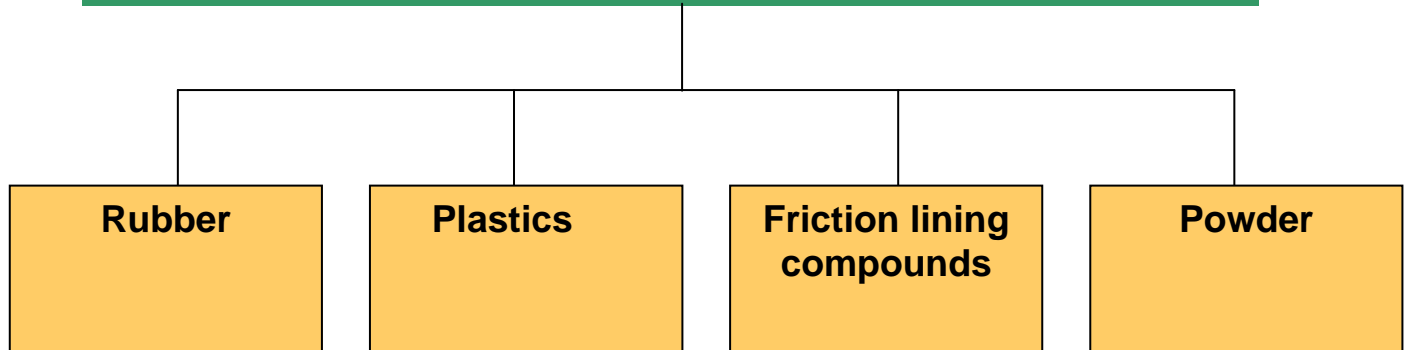 Rubber
Plastics
Friction lining
compounds
Powder